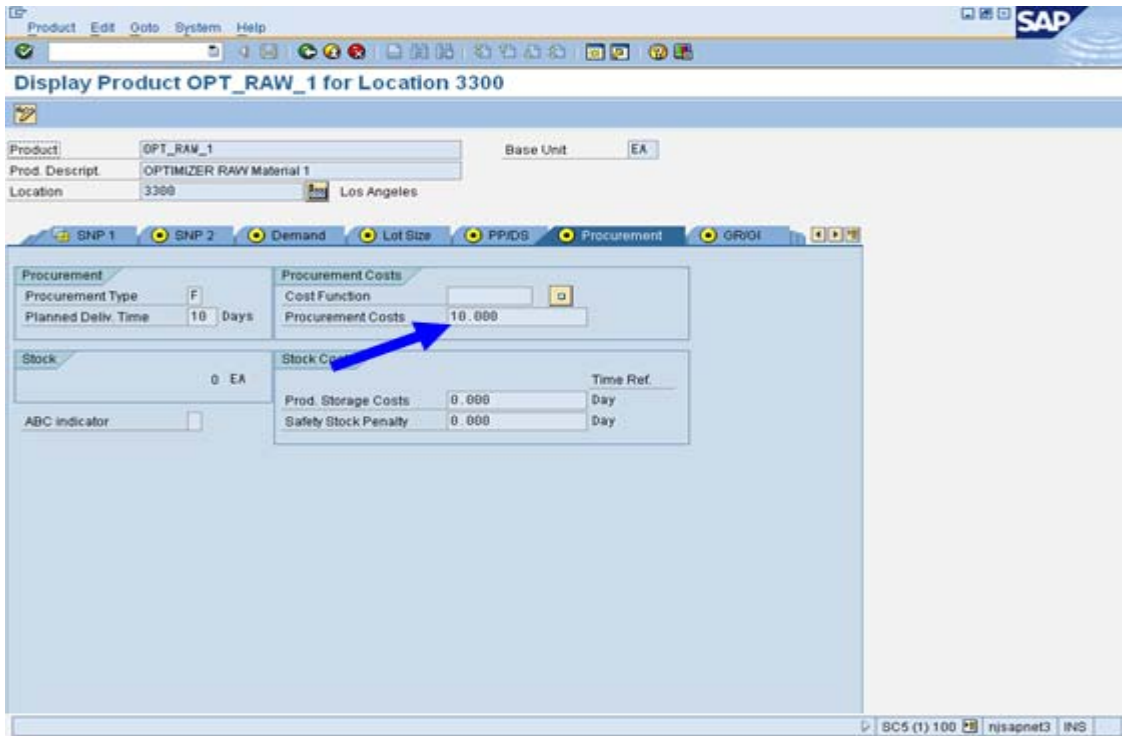 Product Edit Goto System Help
SAP
Display Product OPT_RAW_1 for Location 3300
Product OPT_RAW_1 Base Unit EA
Prod. Descript. OPTIMIZER RAW Material 1
Location 3300 Los Angeles
SNP 1 SNP 2 Demand Lot Size PP/DS Procurement GR/GI
Procurement Procurement Costs
Procurement Type F Cost Function
Planned Deliv. Time 10 Days Procurement Costs 10.000
Stock Stock
0 EA Time Ref.
Prod. Storage Costs 0.000 Day
ABC indicator Safety Stock Penalty 0.000 Day
SC5 (1) 100 njsapnet3 INS